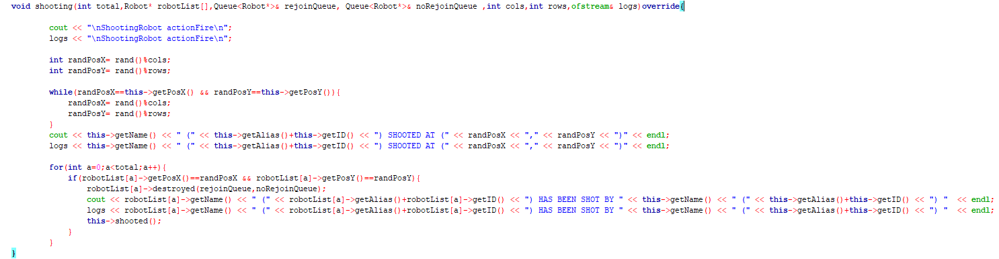 void shooting(int total,Robot* robotList[],Queue<Robot*>& rejoinQueue, Queue<Robot*>& noRejoinQueue ,int cols,int rows,ofstream& logs)override{
cout << "\nShootingRobot actionFire\n";
logs << "\nShootingRobot actionFire\n";
int randPosX= rand()%cols;
int randPosY= rand()%rows;
while(randPosX==this->getPosX() && randPosY==this->getPosY()){
randPosX= rand()%cols;
randPosY= rand()%rows;
}
cout << this->getName() << " (" << this->getAlias()+this->getID() << ") SHOOTED AT (" << randPosX << "," << randPosY << ")" << endl;
logs << this->getName() << " (" << this->getAlias()+this->getID() << ") SHOOTED AT (" << randPosX << "," << randPosY << ")" << endl;
for(int a=0;a<total;a++){
if(robotList[a]->getPosX()==randPosX && robotList[a]->getPosY()==randPosY){
robotList[a]->destroyed(rejoinQueue,noRejoinQueue);
cout << robotList[a]->getName() << " (" << robotList[a]->getAlias()+robotList[a]->getID() << ") HAS BEEN SHOT BY " << this->getName() << " (" << this->getAlias()+this->getID() << ") "  << endl;
logs << robotList[a]->getName() << " (" << robotList[a]->getAlias()+robotList[a]->getID() << ") HAS BEEN SHOT BY " << this->getName() << " (" << this->getAlias()+this->getID() << ") "  << endl;
this->shooted();
}
}
}